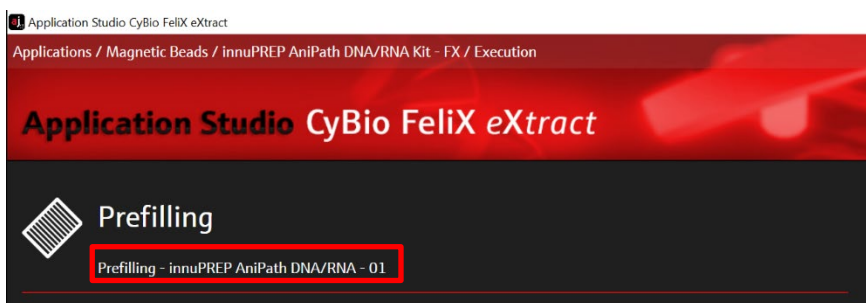 Application Studio CyBio FeliX eXtract
Applications / Magnetic Beads / innuPREP AniPath DNA/RNA Kit - FX / Execution
Application Studio CyBio FeliX eXtract
Prefilling
Prefilling - innuPREP AniPath DNA/RNA - 01